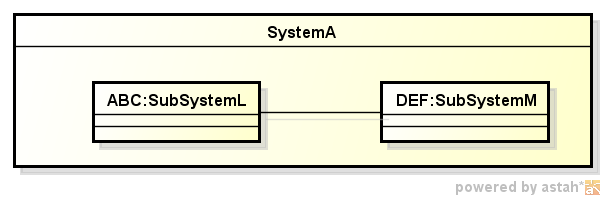 SystemA
ABC:SubSystemL
DEF:SubSystemM
powered by astah*